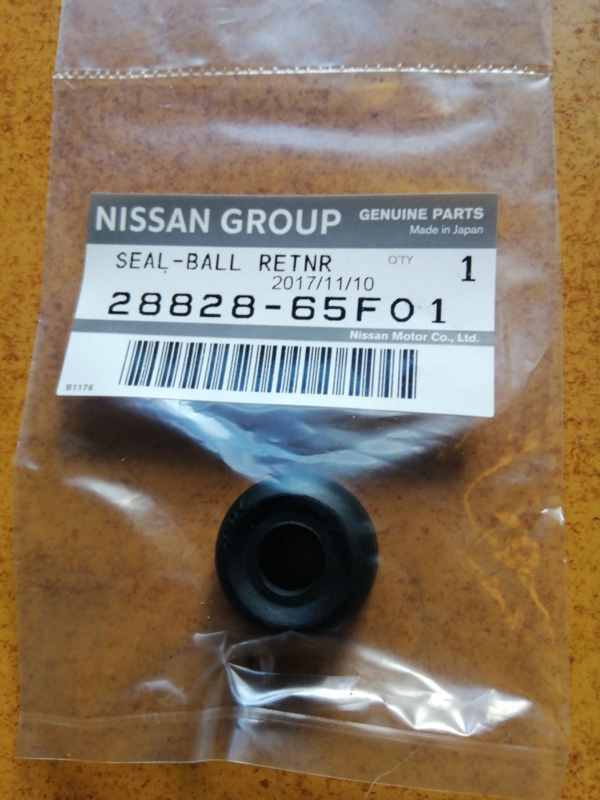 NISSAN GROUP GENUINE PARTS
Made in Japan
SEAL-BALL RETNR Q'TY 1
2017/11/10
28828-65F01
Nissan Motor Co., Ltd.
B1176